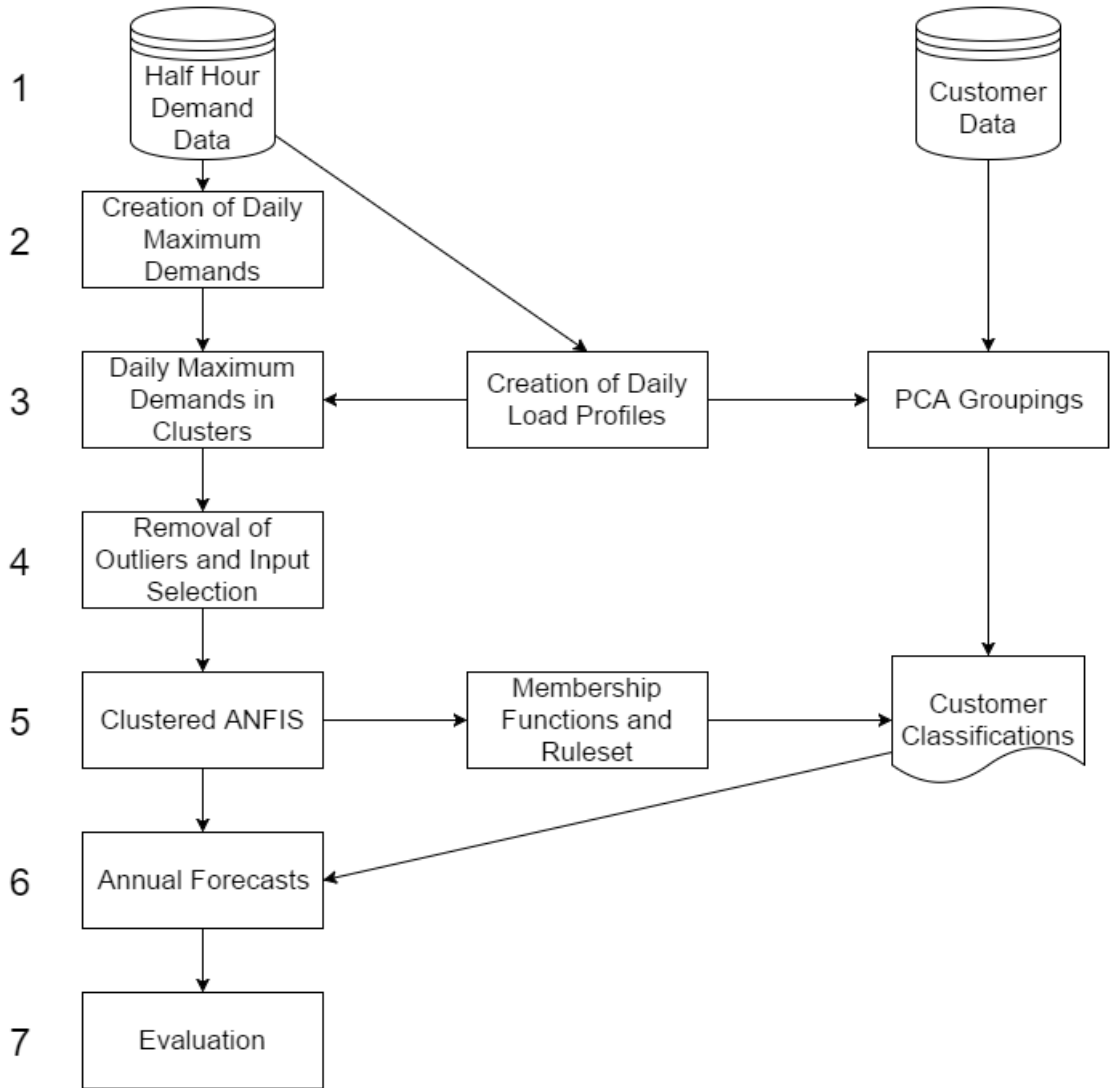 1
Half Hour
Demand
Data
Customer
Data
2
Creation of Daily
Maximum
Demands
3
Daily Maximum
Demands in
Clusters
Creation of Daily
Load Profiles
PCA Groupings
4
Removal of
Outliers and Input
Selection
5
Clustered ANFIS
Membership
Functions and
Ruleset
Customer
Classifications
6
Annual Forecasts
7
Evaluation